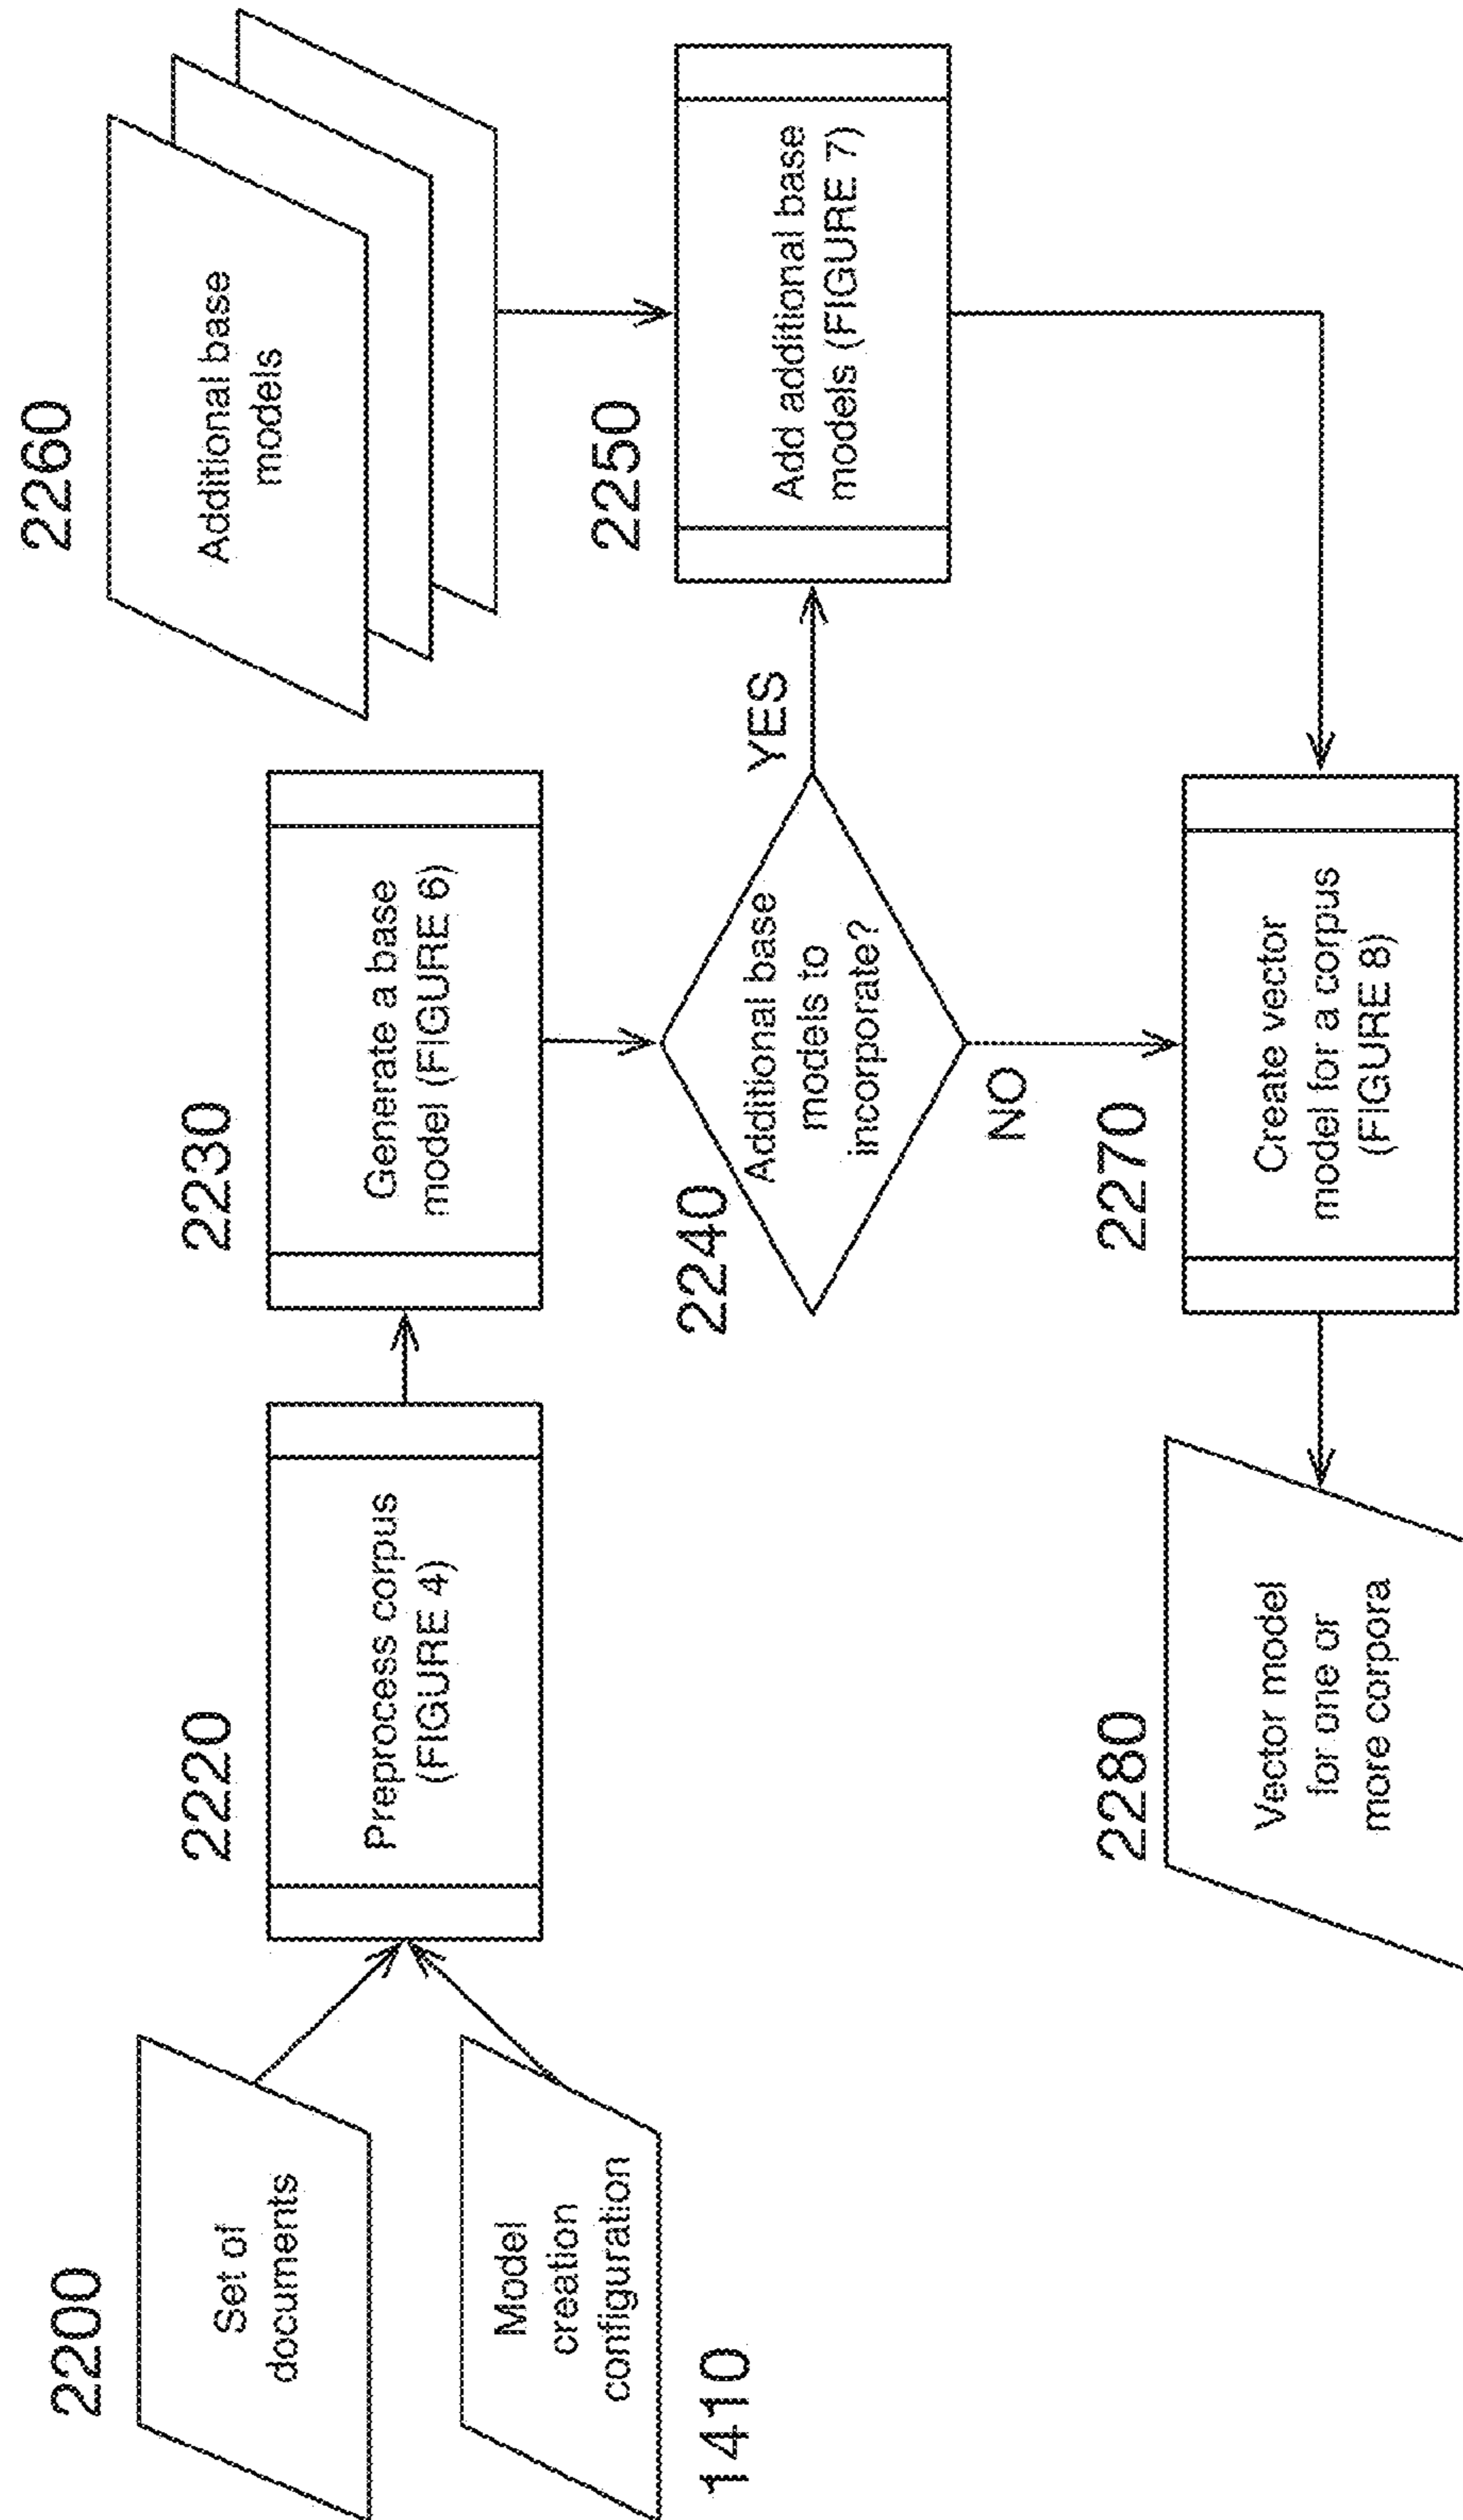 2200
Set of
documents
Model
creation
configuration
1410
2220
Preprocess corpus
(FIGURE 4)
2230
Generate a base
model (FIGURE 6)
2240
Additional base
models to
incorporate?
YES
NO
2260
Additional base
models
2250
Add additional base
models (FIGURE 7)
2270
Create vector
model for a corpus
(FIGURE 8)
2280
Vector model
for one or
more corpora